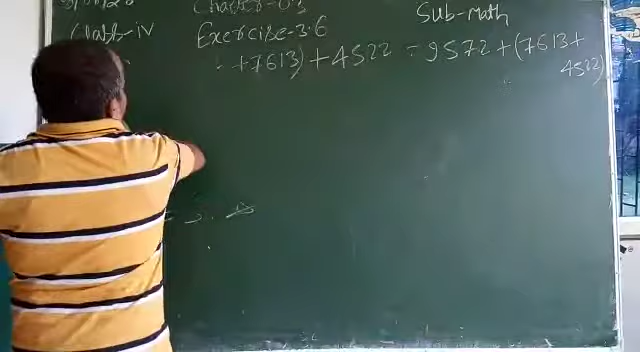 Sub-math
Class-iv
Exercise-3.6
+7613) + 4522 = 9572 + (7613+
4522)